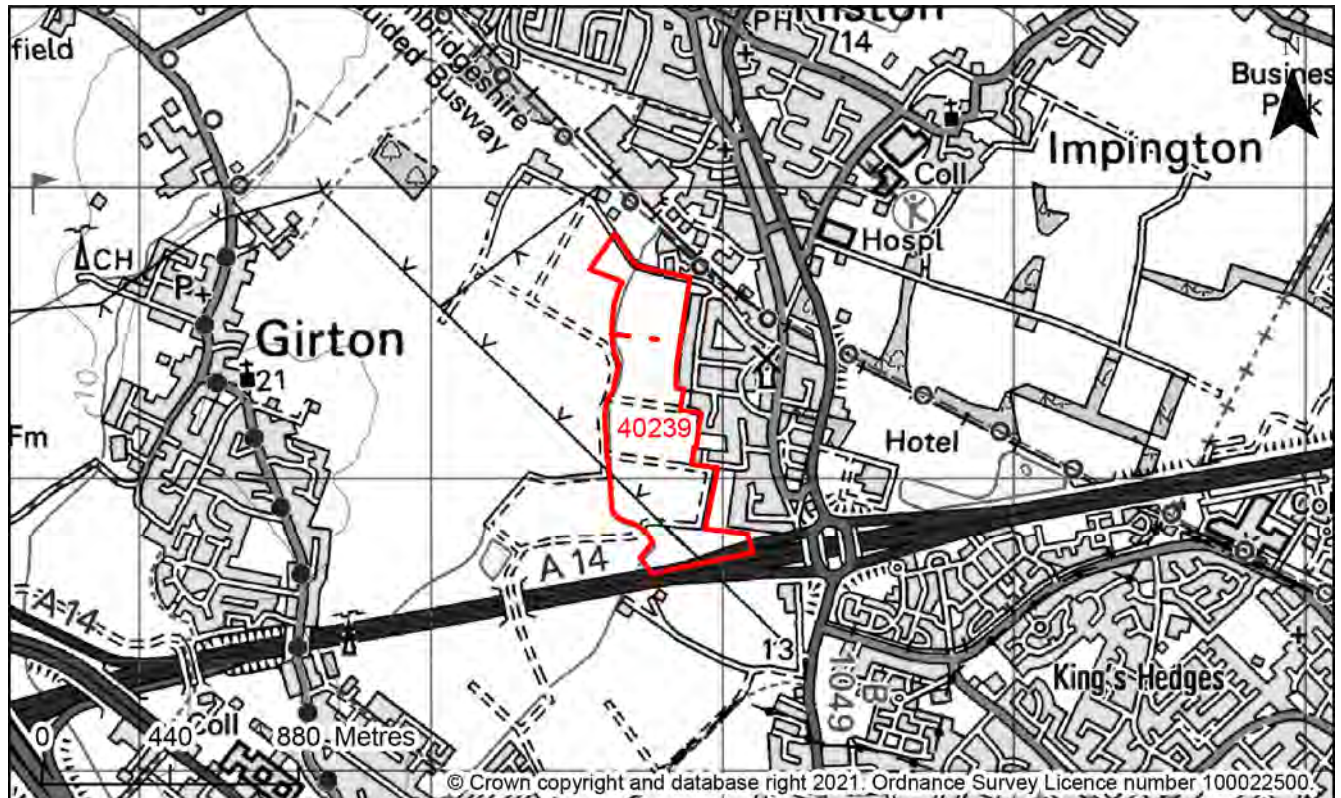 field
PH
14
Business
Park
N
Cambridgeshire
Guided Busway
Impington
Coll
Hospl
CH
P
Girton
21
10
Fm
40239
Hotel
A 14
A 14
13
B 1049
King's Hedges
Coll
0 440 880 Metres
© Crown copyright and database right 2021. Ordnance Survey Licence number 100022500.